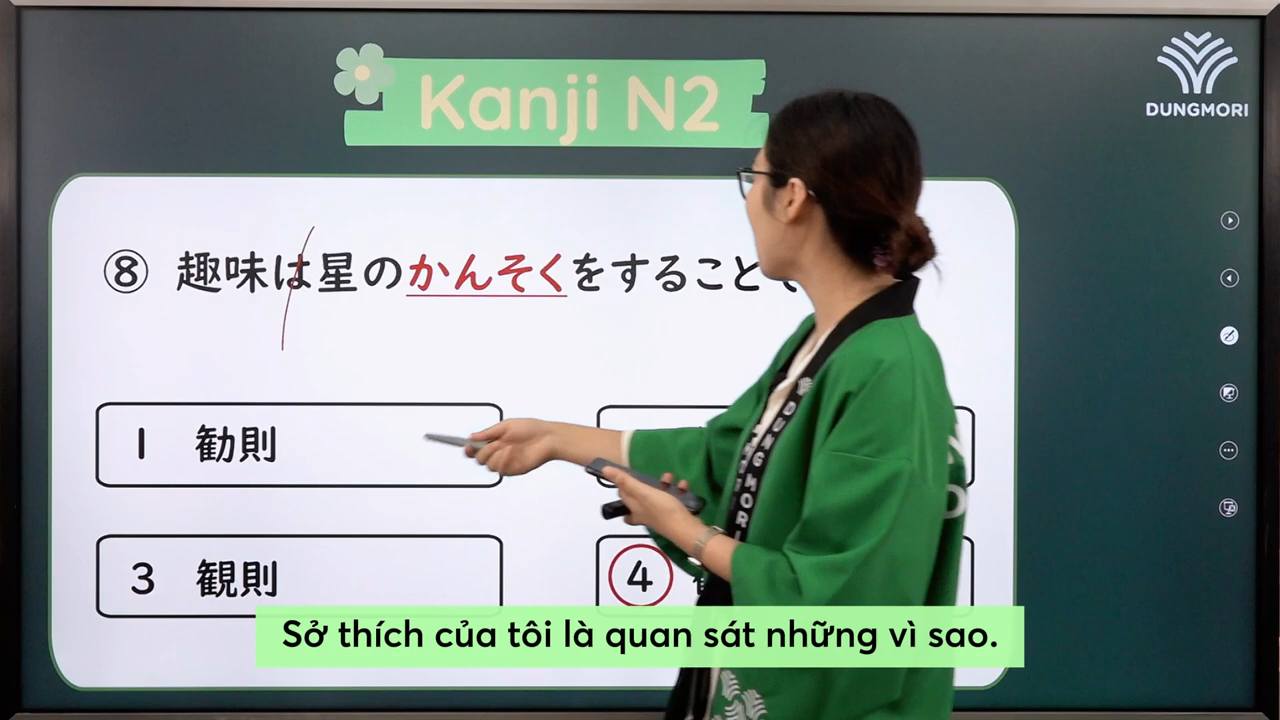 Kanji N2
DUNGMORI
⑧ 趣味は星のかんそくをすること
1 勧則
3 観則
4
Sở thích của tôi là quan sát những vì sao.
DUNGMORI